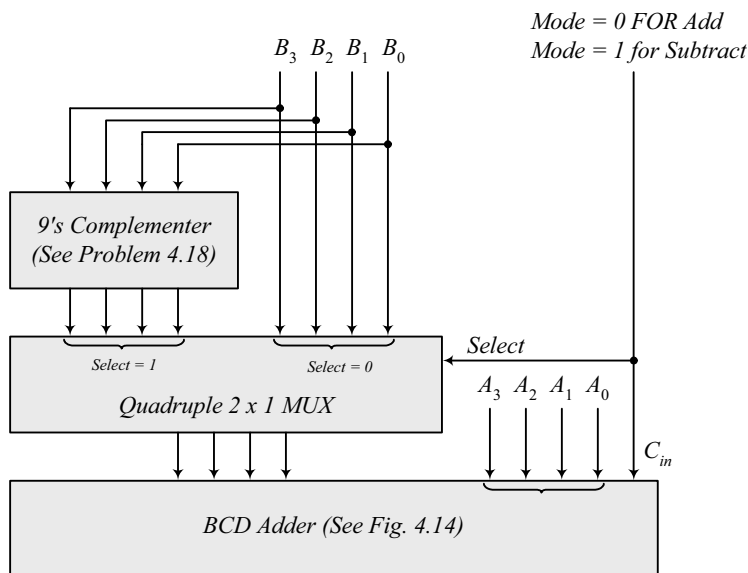 Mode = 0 FOR Add
Mode = 1 for Subtract
B3 B2 B1 B0
9's Complementer
(See Problem 4.18)
Select = 1
Select = 0
Select
Quadruple 2 x 1 MUX
A3 A2 A1 A0
Cin
BCD Adder (See Fig. 4.14)